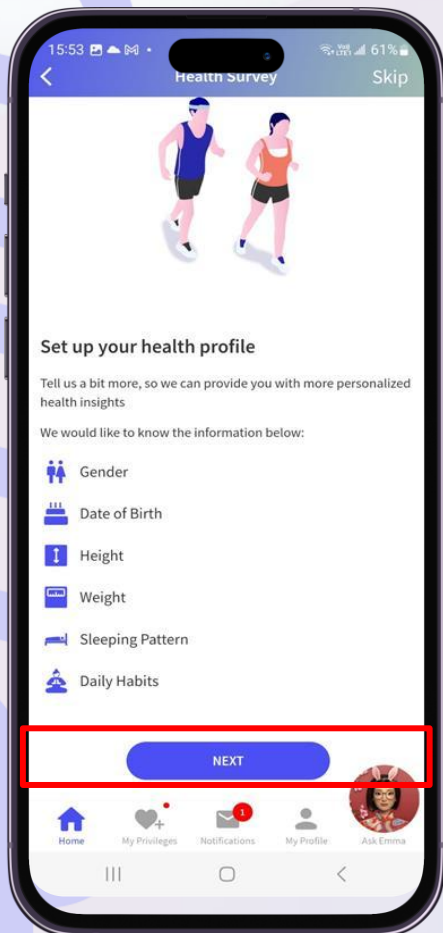 15:53 61%
Health Survey Skip
Set up your health profile
Tell us a bit more, so we can provide you with more personalized
health insights
We would like to know the information below:
Gender
Date of Birth
Height
Weight
Sleeping Pattern
Daily Habits
NEXT
1
Home My Privileges Notifications My Profile Ask Emma